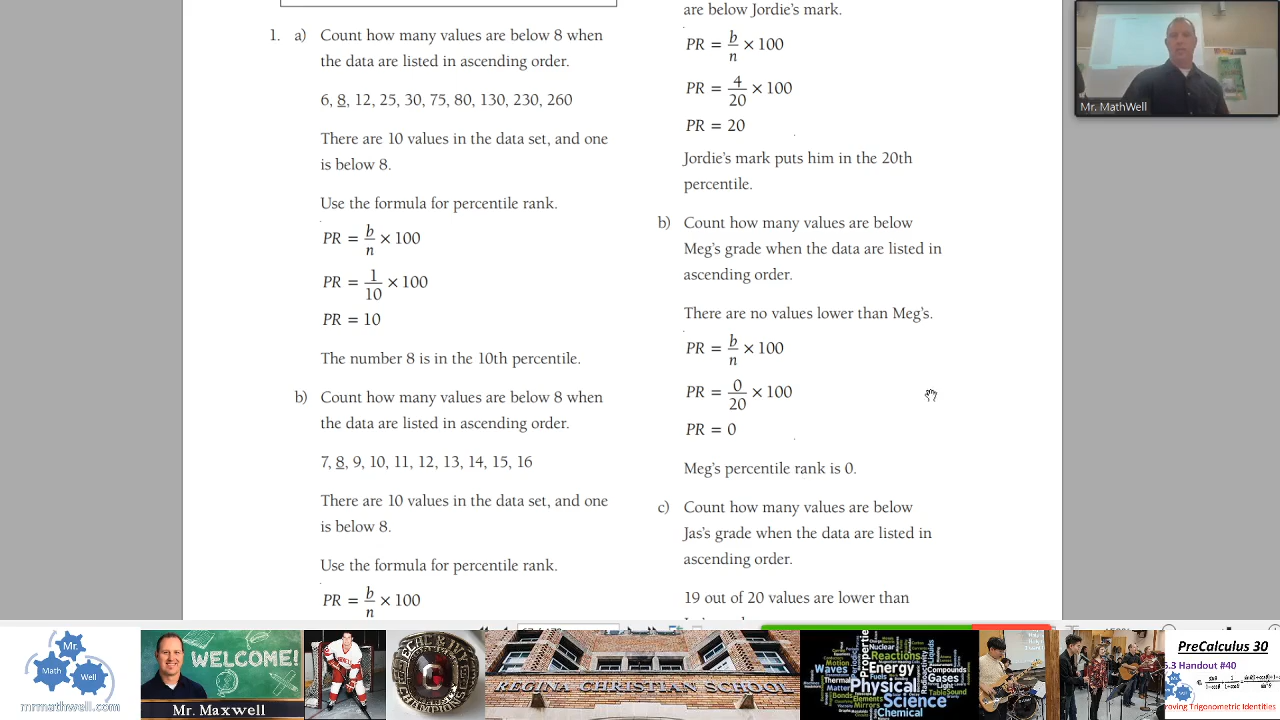 1. a) Count how many values are below 8 when
the data are listed in ascending order.
6, 8, 12, 25, 30, 75, 80, 130, 230, 260
There are 10 values in the data set, and one
is below 8.
Use the formula for percentile rank.
PR = b/n × 100
PR = 1/10 × 100
PR = 10
The number 8 is in the 10th percentile.
b) Count how many values are below 8 when
the data are listed in ascending order.
7, 8, 9, 10, 11, 12, 13, 14, 15, 16
There are 10 values in the data set, and one
is below 8.
Use the formula for percentile rank.
PR = b/n × 100
are below Jordie's mark.
PR = b/n × 100
PR = 4/20 × 100
PR = 20
Jordie's mark puts him in the 20th
percentile.
b) Count how many values are below
Meg's grade when the data are listed in
ascending order.
There are no values lower than Meg's.
PR = b/n × 100
PR = 0/20 × 100
PR = 0
Meg's percentile rank is 0.
c) Count how many values are below
Jas's grade when the data are listed in
ascending order.
19 out of 20 values are lower than
Mr. MathWell
Mr.
Math
Well
WELCOME!
Mr. Maxwell
REGINA CHRISTIAN SCHOOL
Nuclear
Reactions
Energy
Waves
Motion
Thermal
Matter
Compounds
Gases
Physical
Science
Elements
Mirrors
Chemical
Sound
PreCalculus 30
5.3 Handout #40
Proving Trigonometric Identities